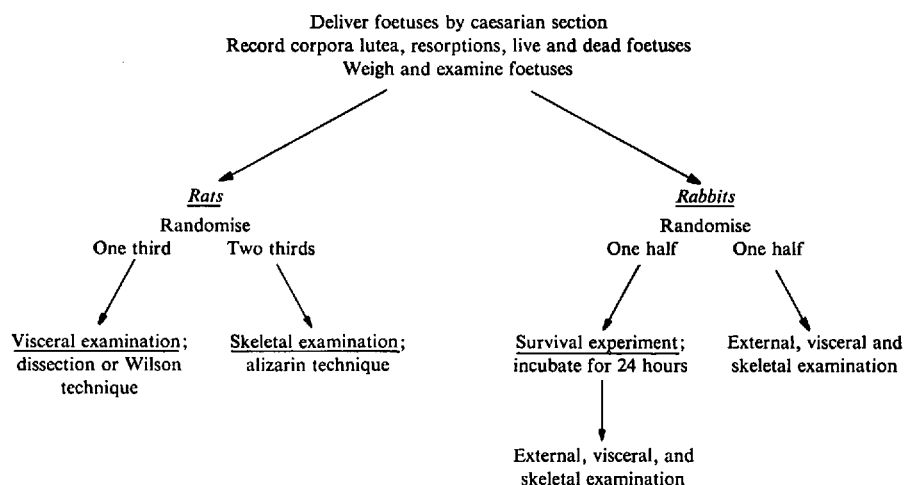 Deliver foetuses by caesarian section
Record corpora lutea, resorptions, live and dead foetuses
Weigh and examine foetuses
Rats
Randomise
One third Two thirds
Visceral examination;
dissection or Wilson
technique
Skeletal examination;
alizarin technique
Rabbits
Randomise
One half One half
Survival experiment;
incubate for 24 hours
External, visceral, and
skeletal examination
External, visceral and
skeletal examination